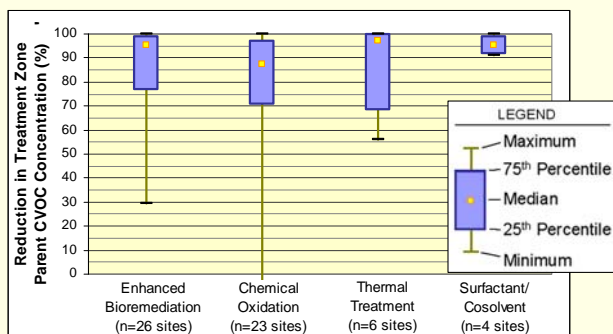 Reduction in Treatment Zone
Parent CVOC Concentration (%)
100
90
80
70
60
50
40
30
20
10
0
Enhanced
Bioremediation
(n=26 sites)
Chemical
Oxidation
(n=23 sites)
Thermal
Treatment
(n=6 sites)
Surfactant/
Cosolvent
(n=4 sites)
LEGEND
Maximum
75th Percentile
Median
25th Percentile
Minimum